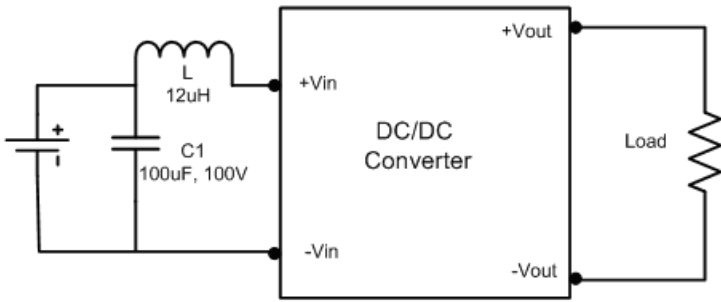 +Vout
L
12uH
+Vin
+
DC/DC
Converter
C1
100uF, 100V
Load
-Vin
-Vout